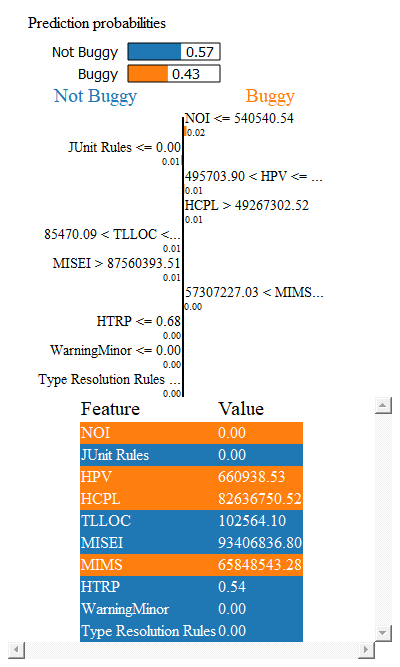 Prediction probabilities
Not Buggy 0.57
Buggy 0.43
Not Buggy Buggy
NOI <= 540540.54
0.02
JUnit Rules <= 0.00
0.01
495703.90 < HPV <= ...
0.01
HCPL > 49267302.52
0.01
85470.09 < TLLOC <...
0.01
MISEI > 87560393.51
0.01
57307227.03 < MIMS...
0.00
HTRP <= 0.68
0.00
WarningMinor <= 0.00
0.00
Type Resolution Rules ...
0.00
Feature Value
NOI 0.00
JUnit Rules 0.00
HPV 660938.53
HCPL 82636750.52
TLLOC 102564.10
MISEI 93406836.80
MIMS 65848543.28
HTRP 0.54
WarningMinor 0.00
Type Resolution Rules 0.00